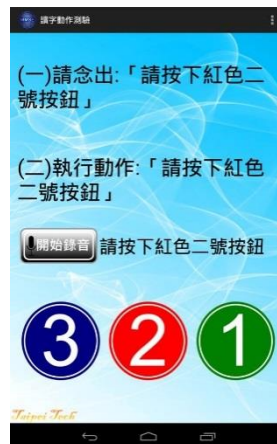 讀字動作測驗
(一)請念出:「請按下紅色二
號按鈕」
(二)執行動作:「請按下紅色
二號按鈕」
開始錄音 請按下紅色二號按鈕
3 2 1
Taipei Tech